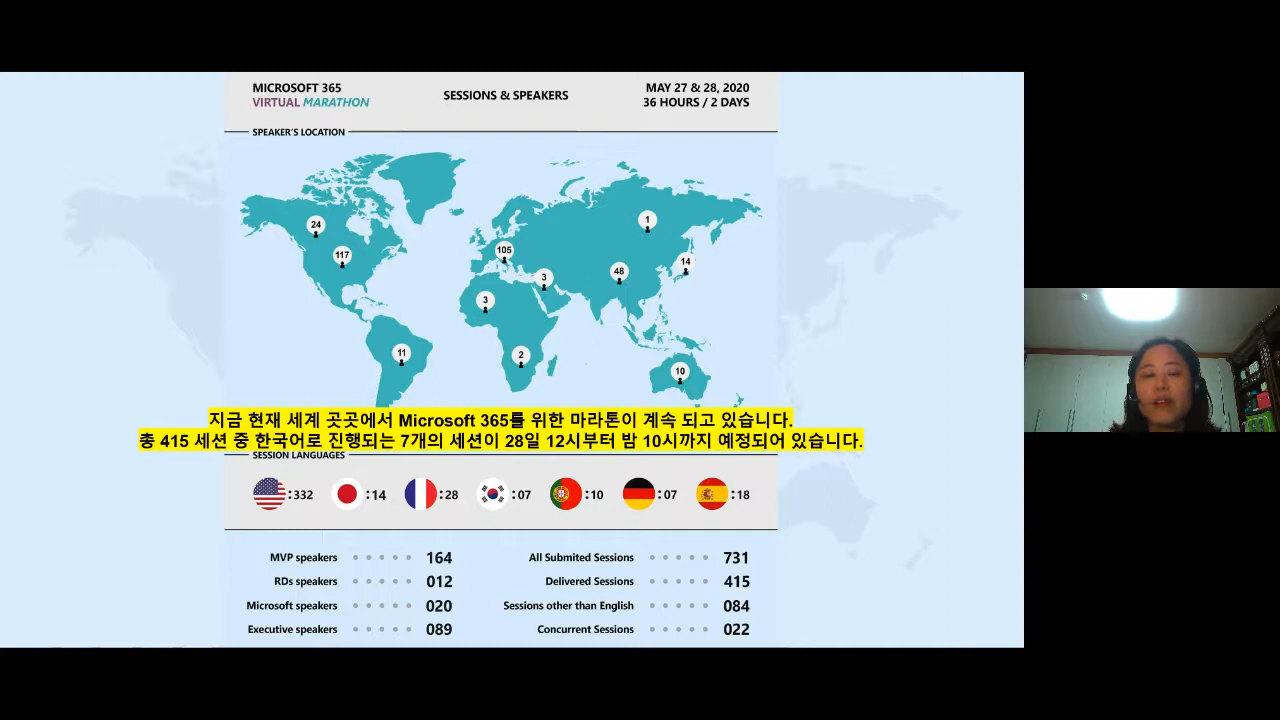 MICROSOFT 365
VIRTUAL MARATHON
SESSIONS & SPEAKERS
MAY 27 & 28, 2020
36 HOURS / 2 DAYS
SPEAKER'S LOCATION
24
117
105
1
14
48
3
3
11
2
10
지금 현재 세계 곳곳에서 Microsoft 365를 위한 마라톤이 계속 되고 있습니다.
총 415 세션 중 한국어로 진행되는 7개의 세션이 28일 12시부터 밤 10시까지 예정되어 있습니다.
SESSION LANGUAGES
:332 :14 :28 :07 :10 :07 :18
MVP speakers 164
RDs speakers 012
Microsoft speakers 020
Executive speakers 089
All Submited Sessions 731
Delivered Sessions 415
Sessions other than English 084
Concurrent Sessions 022